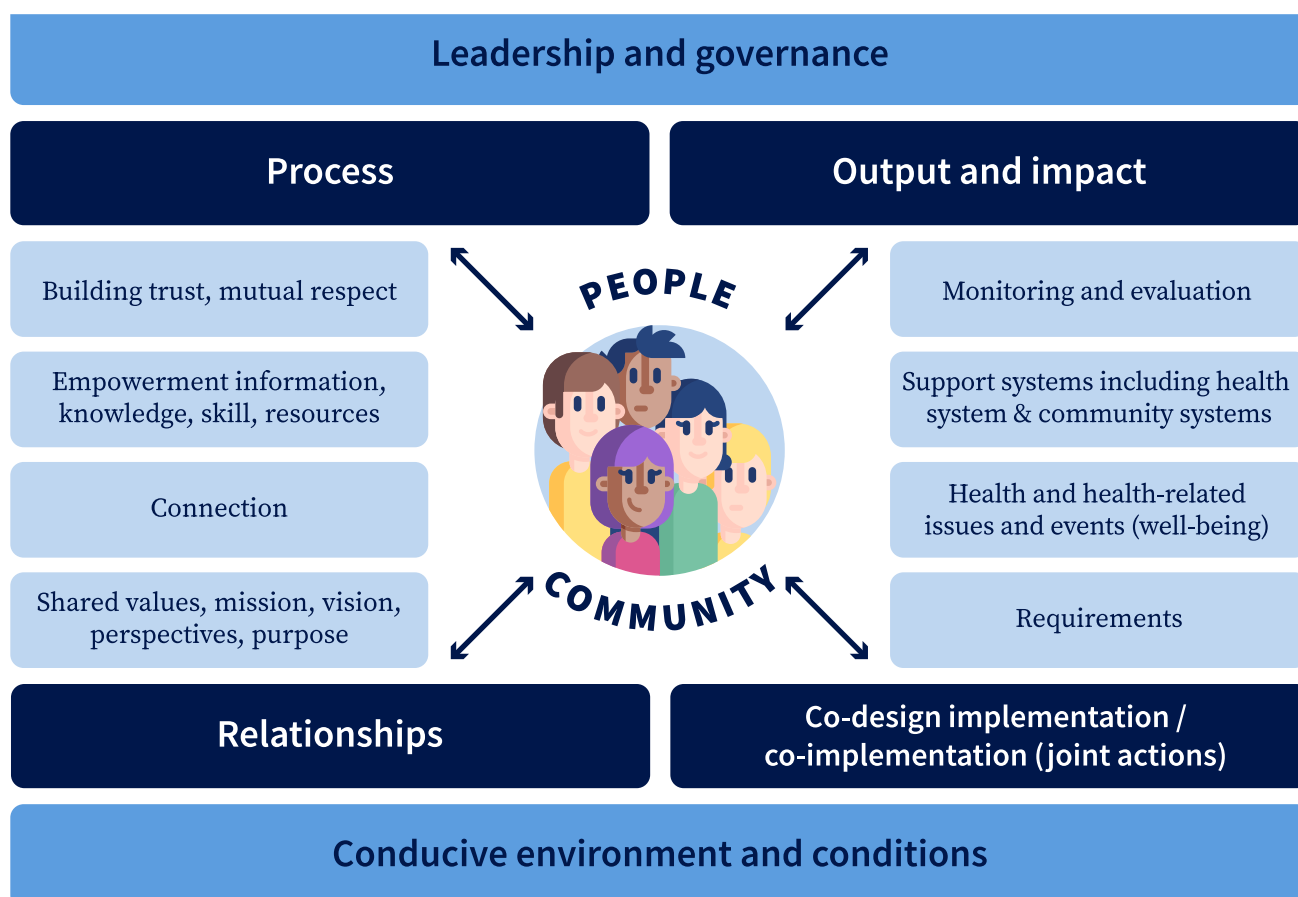 Leadership and governance
Process
Output and impact
Building trust, mutual respect
Empowerment information,
knowledge, skill, resources
Connection
Shared values, mission, vision,
perspectives, purpose
PEOPLE
COMMUNITY
Monitoring and evaluation
Support systems including health
system & community systems
Health and health-related
issues and events (well-being)
Requirements
Relationships
Co-design implementation /
co-implementation (joint actions)
Conducive environment and conditions